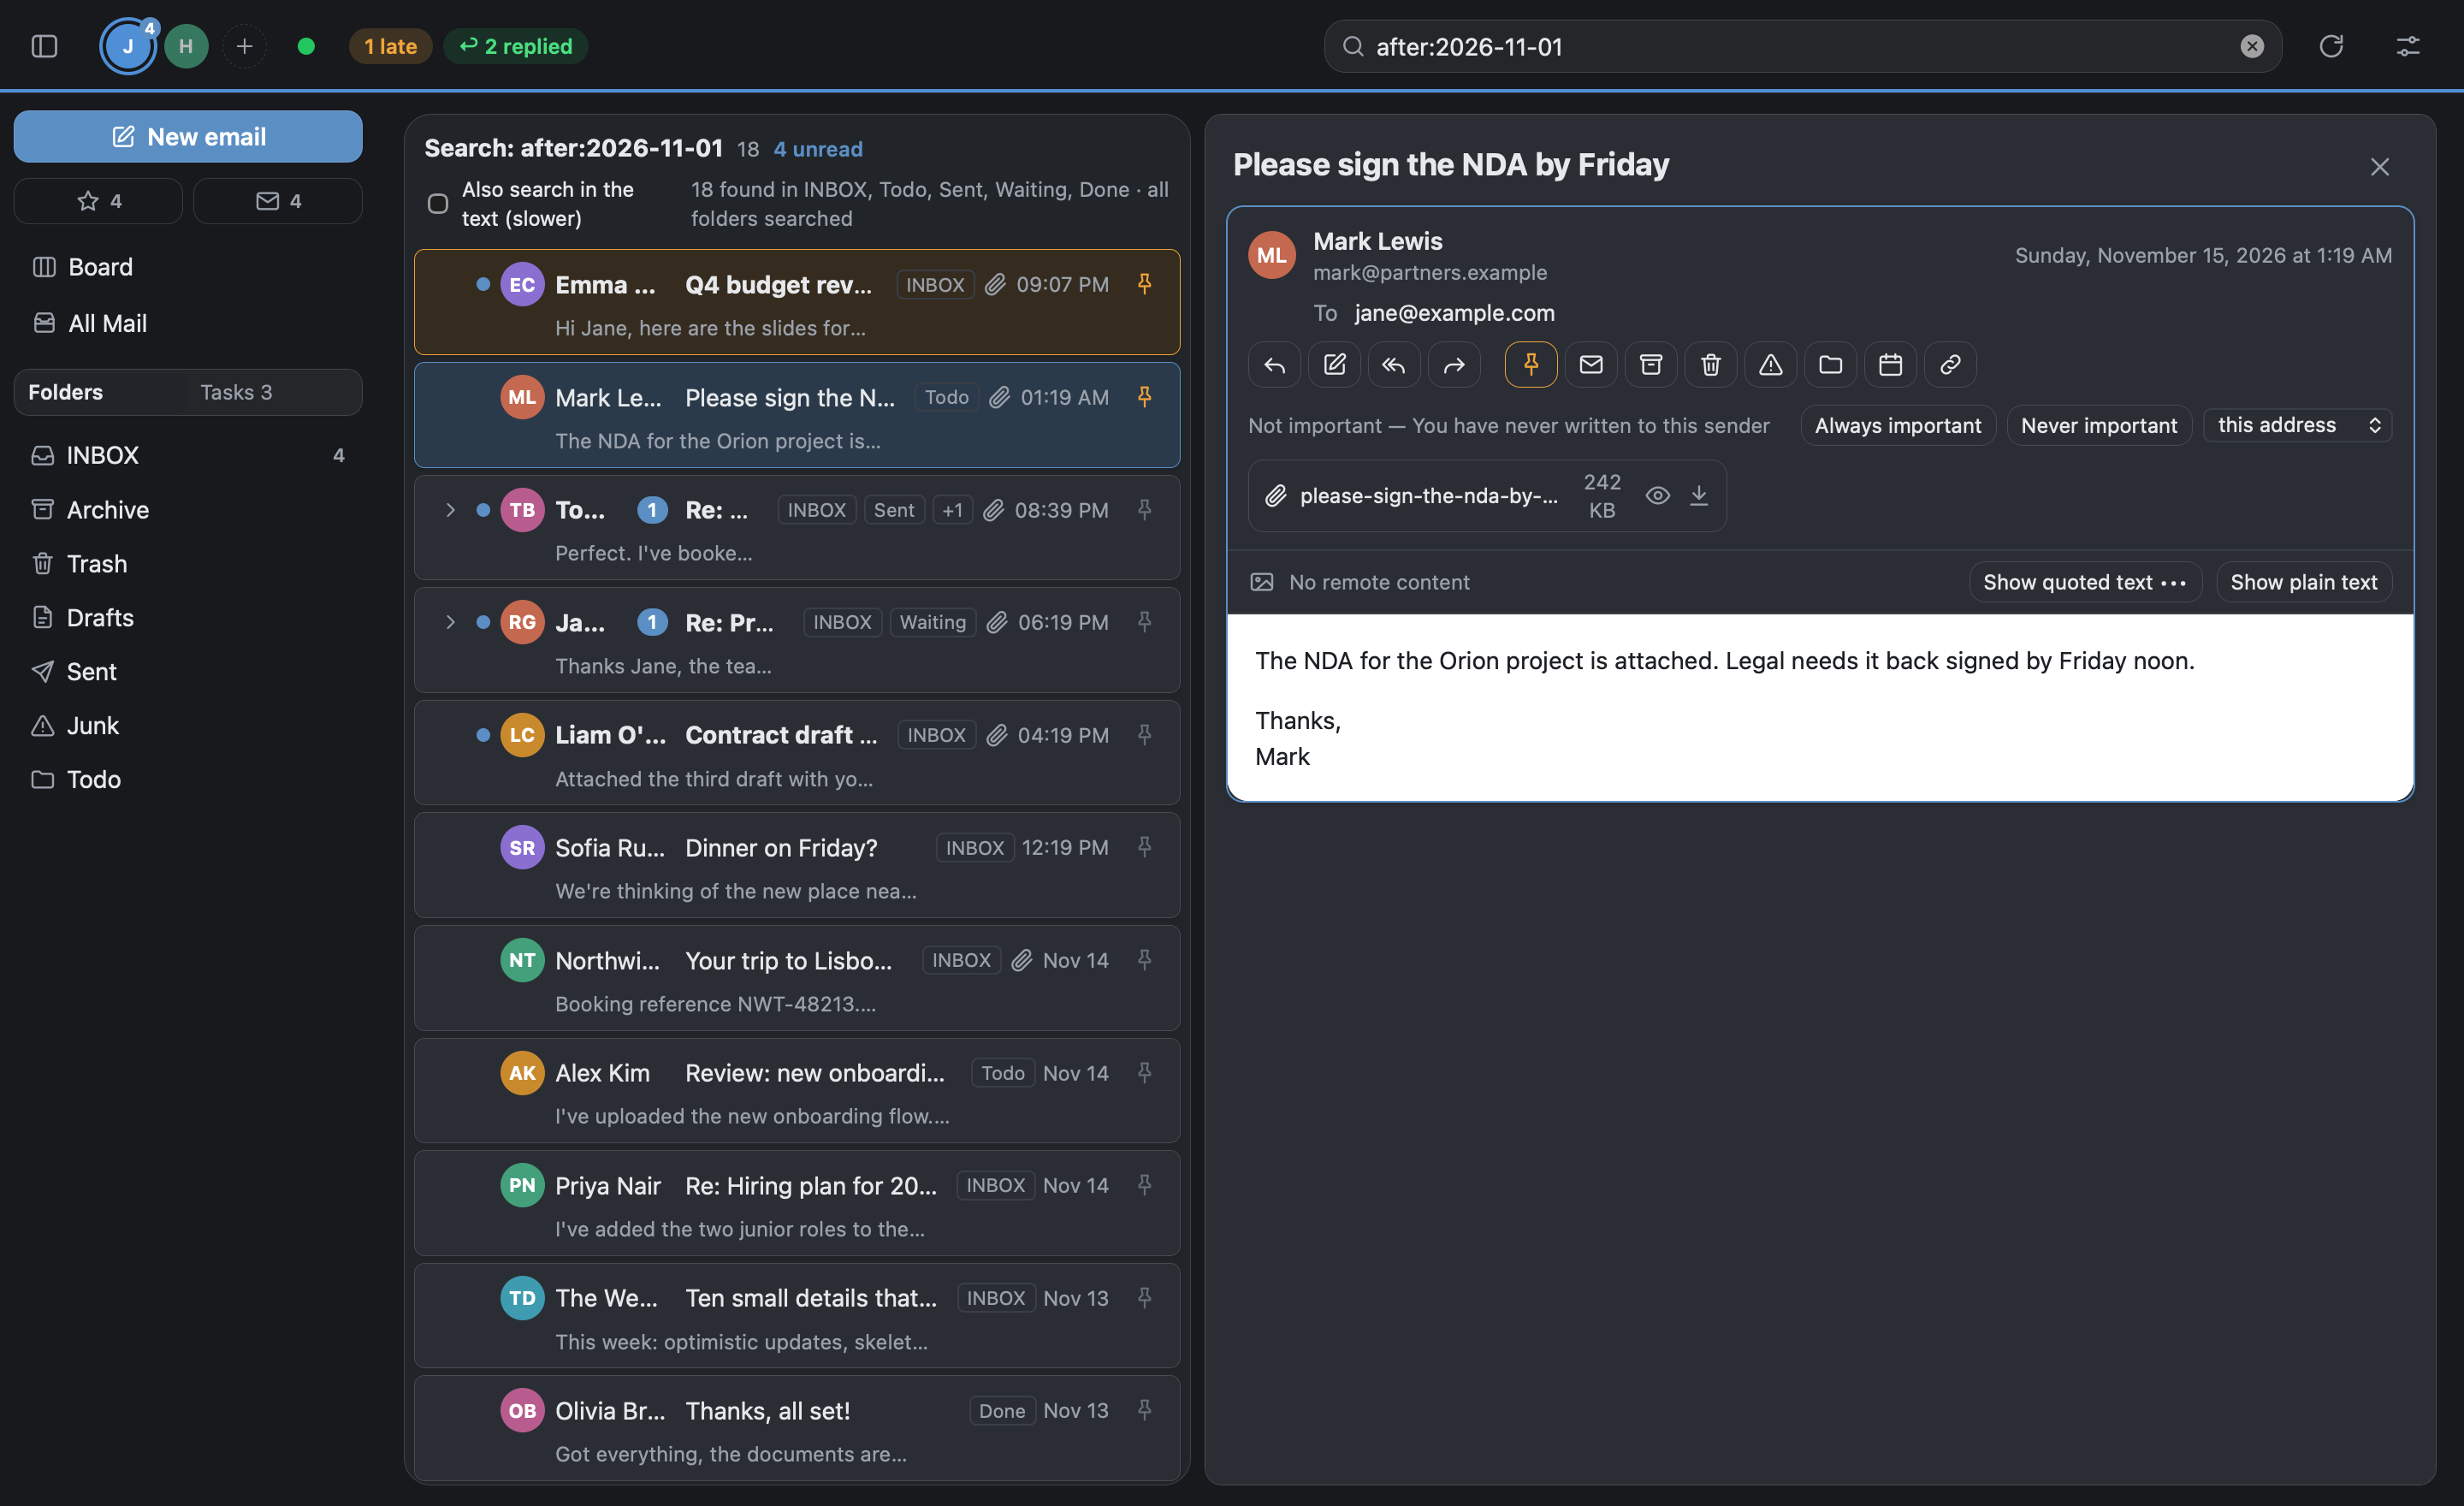 J 4 H 1 late 2 replied after:2026-11-01
New email
4 4
Board
All Mail
Folders Tasks 3
INBOX 4
Archive
Trash
Drafts
Sent
Junk
Todo
Search: after:2026-11-01 18 4 unread
Also search in the text (slower)
18 found in INBOX, Todo, Sent, Waiting, Done · all folders searched
EC Emma ... Q4 budget rev... INBOX 09:07 PM
Hi Jane, here are the slides for...
ML Mark Le... Please sign the N... Todo 01:19 AM
The NDA for the Orion project is...
TB To... 1 Re: ... INBOX Sent +1 08:39 PM
Perfect. I've booke...
RG Ja... 1 Re: Pr... INBOX Waiting 06:19 PM
Thanks Jane, the tea...
LC Liam O'... Contract draft ... INBOX 04:19 PM
Attached the third draft with yo...
SR Sofia Ru... Dinner on Friday? INBOX 12:19 PM
We're thinking of the new place nea...
NT Northwi... Your trip to Lisbo... INBOX Nov 14
Booking reference NWT-48213....
AK Alex Kim Review: new onboardi... Todo Nov 14
I've uploaded the new onboarding flow....
PN Priya Nair Re: Hiring plan for 20... INBOX Nov 14
I've added the two junior roles to the...
TD The We... Ten small details that... INBOX Nov 13
This week: optimistic updates, skelet...
OB Olivia Br... Thanks, all set! Done Nov 13
Got everything, the documents are...
Please sign the NDA by Friday
ML Mark Lewis
mark@partners.example
Sunday, November 15, 2026 at 1:19 AM
To jane@example.com
Not important — You have never written to this sender Always important Never important this address
please-sign-the-nda-by-... 242 KB
No remote content Show quoted text ••• Show plain text
The NDA for the Orion project is attached. Legal needs it back signed by Friday noon.
Thanks,
Mark